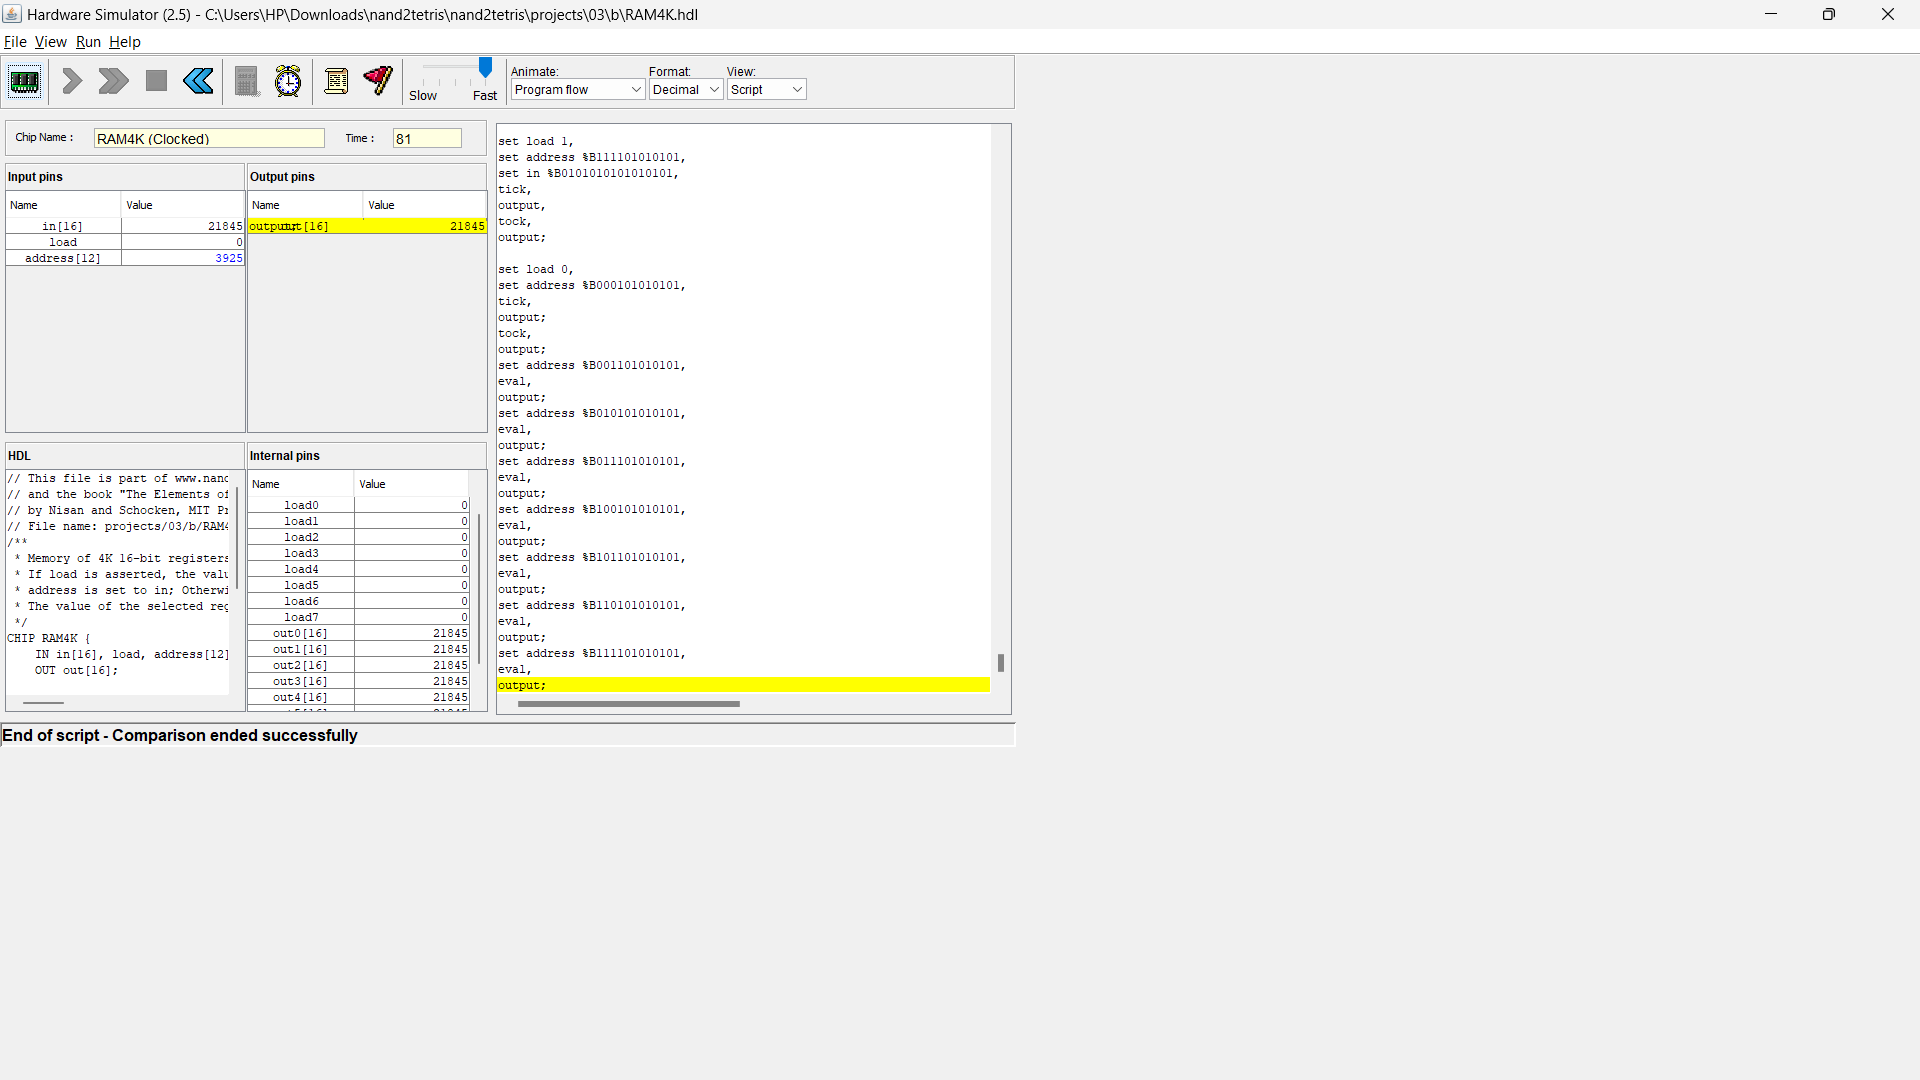 Hardware Simulator (2.5) - C:\Users\HP\Downloads\nand2tetris\nand2tetris\projects\03\b\RAM4K.hdl
File View Run Help
Slow Fast
Animate: Format: View:
Program flow Decimal Script
Chip Name : RAM4K (Clocked) Time : 81
Input pins
Name Value
in[16] 21845
load 0
address[12] 3925
Output pins
Name Value
out[16] 21845
HDL
// This file is part of www.nand
// and the book "The Elements of
// by Nisan and Schocken, MIT Pr
// File name: projects/03/b/RAM4
/**
* Memory of 4K 16-bit registers
* If load is asserted, the valu
* address is set to in; Otherwi
* The value of the selected reg
*/
CHIP RAM4K {
IN in[16], load, address[12]
OUT out[16];
Internal pins
Name Value
load0 0
load1 0
load2 0
load3 0
load4 0
load5 0
load6 0
load7 0
out0[16] 21845
out1[16] 21845
out2[16] 21845
out3[16] 21845
out4[16] 21845
set load 1,
set address %B111101010101,
set in %B0101010101010101,
tick,
output,
tock,
output;
set load 0,
set address %B000101010101,
tick,
output;
tock,
output;
set address %B001101010101,
eval,
output;
set address %B010101010101,
eval,
output;
set address %B011101010101,
eval,
output;
set address %B100101010101,
eval,
output;
set address %B101101010101,
eval,
output;
set address %B110101010101,
eval,
output;
set address %B111101010101,
eval,
output;
End of script - Comparison ended successfully